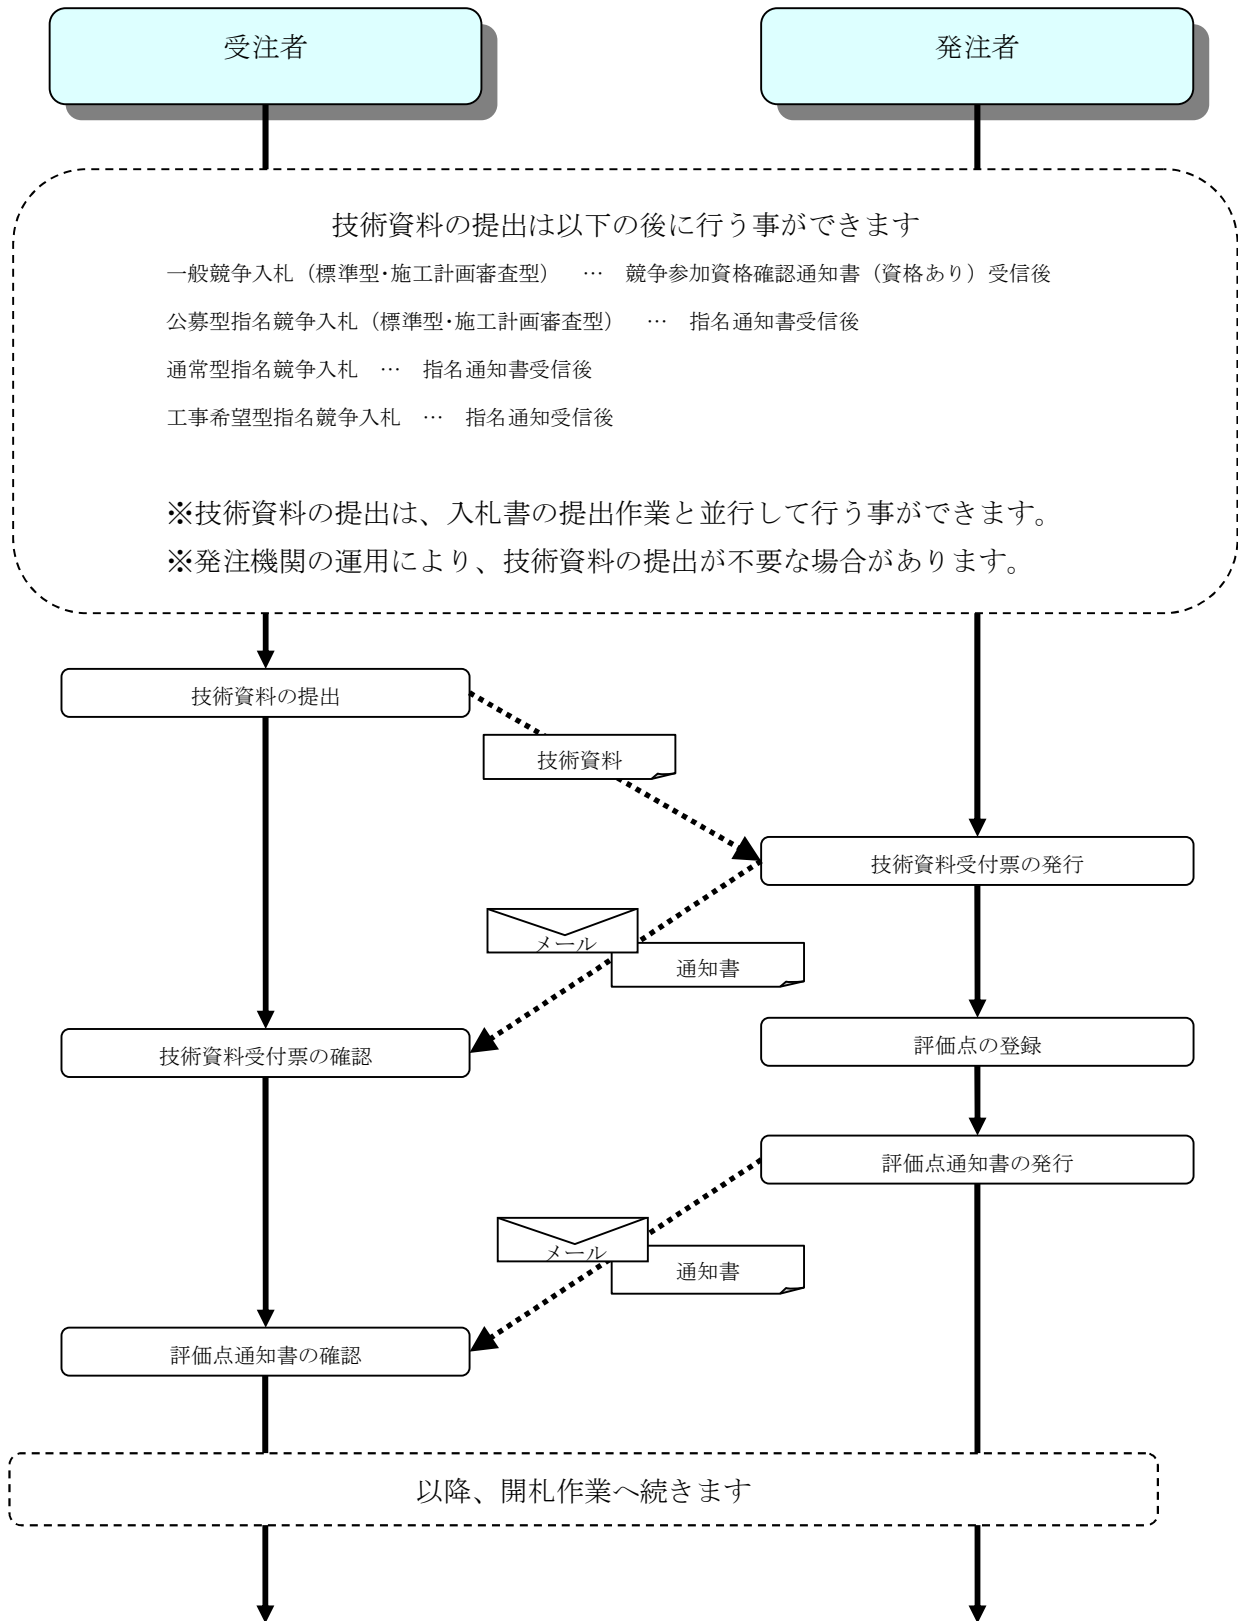 受注者
発注者
技術資料の提出は以下の後に行う事ができます
一般競争入札（標準型･施工計画審査型） … 競争参加資格確認通知書（資格あり）受信後
公募型指名競争入札（標準型･施工計画審査型） … 指名通知書受信後
通常型指名競争入札 … 指名通知書受信後
工事希望型指名競争入札 … 指名通知受信後
※技術資料の提出は、入札書の提出作業と並行して行う事ができます。
※発注機関の運用により、技術資料の提出が不要な場合があります。
技術資料の提出
技術資料
技術資料受付票の発行
メール
通知書
技術資料受付票の確認
評価点の登録
評価点通知書の発行
メール
通知書
評価点通知書の確認
以降、開札作業へ続きます